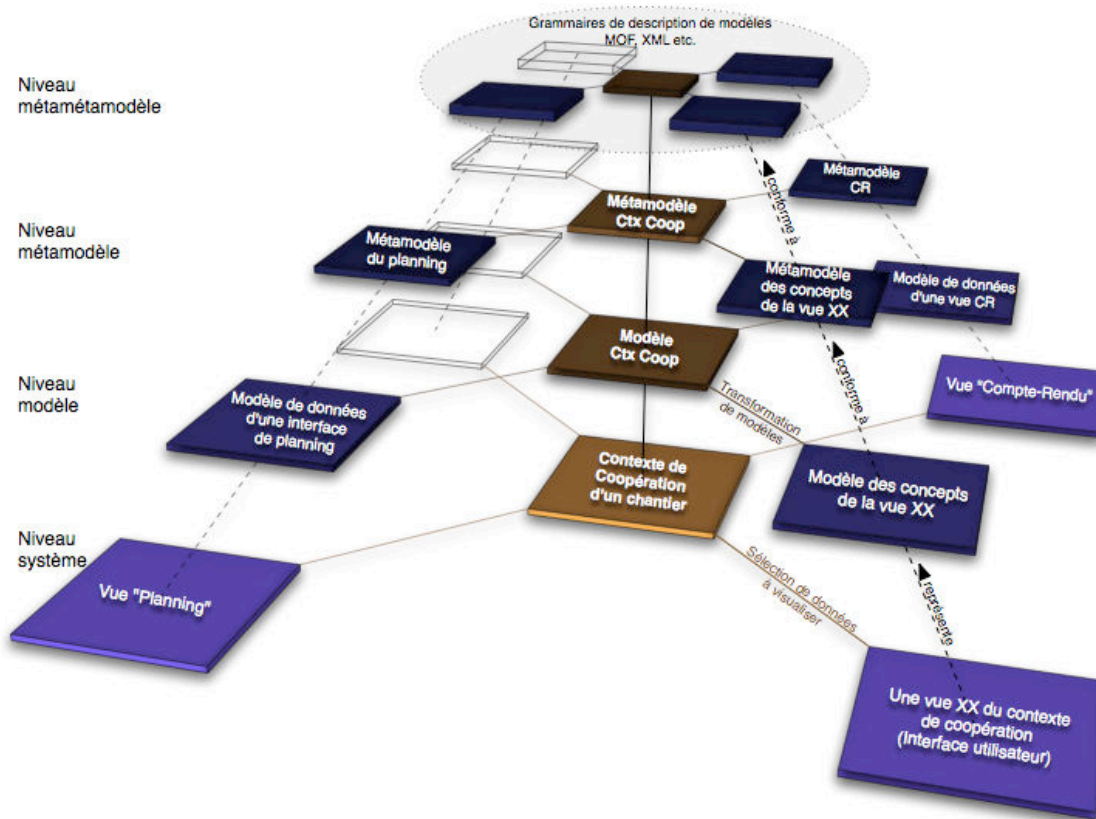 Grammaires de description de modèles
MOF, XML etc.
Niveau
métamétamodèle
Métamodèle
CR
conforme à
Métamodèle
Ctx Coop
Niveau
métamodèle
Métamodèle
du planning
Métamodèle
des concepts
de la vue XX
Modèle de données
d'une vue CR
Modèle
Ctx Coop
conforme à
Niveau
modèle
Vue "Compte-Rendu"
Modèle de données
d'une interface
de planning
Transformation
de modèles
Contexte de
Coopération
d'un chantier
Modèle des concepts
de la vue XX
Niveau
système
Vue "Planning"
Sélection de données
à visualiser
représente
Une vue XX du contexte
de coopération
(Interface utilisateur)